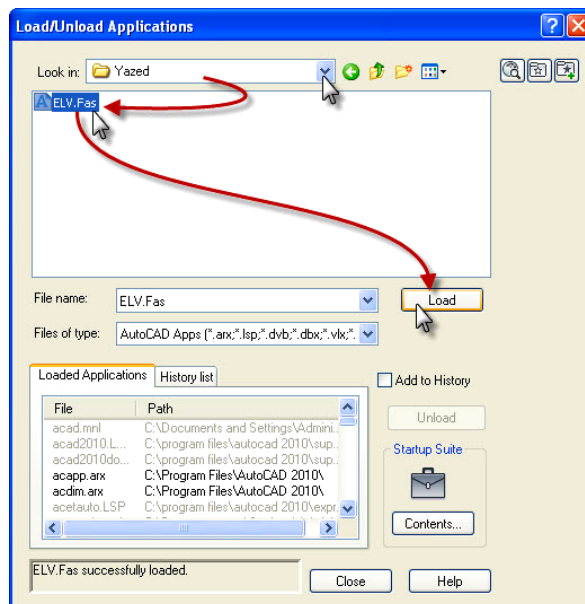 Load/Unload Applications
Look in: Yazed
ELV.Fas
File name: ELV.Fas Load
Files of type: AutoCAD Apps (*.arx;*.lsp;*.dvb;*.dbx;*.vlx;*.
Loaded Applications History list Add to History
File Path Unload
acad.mnl C:\Documents and Settings\Admini...
acad2010.L... C:\program files\autocad 2010\sup...
acad2010do... C:\program files\autocad 2010\sup... Startup Suite
acapp.arx C:\Program Files\AutoCAD 2010\
acdim.arx C:\Program Files\AutoCAD 2010\
acetauto.LSP C:\program files\autocad 2010\expr...
Contents...
ELV.Fas successfully loaded. Close Help